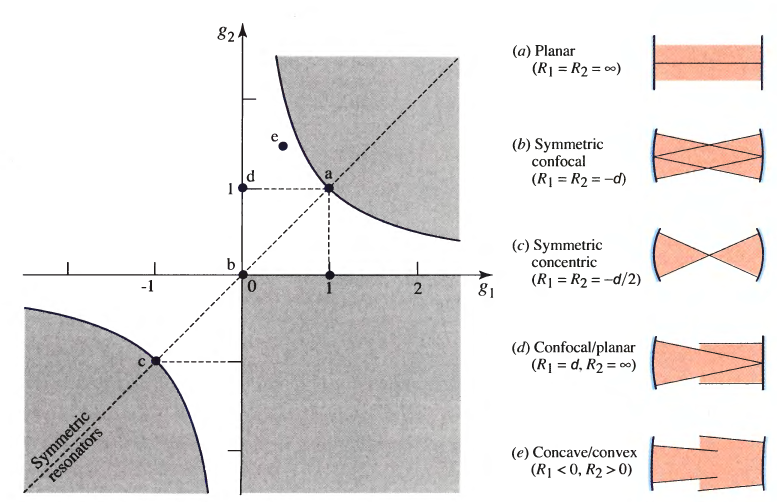 g2
e
d
a
1
b
-1
0
1
2
g1
c
Symmetric
resonators
(a) Planar
(R1 = R2 = ∞)
(b) Symmetric
confocal
(R1 = R2 = –d)
(c) Symmetric
concentric
(R1 = R2 = –d/2)
(d) Confocal/planar
(R1 = d, R2 = ∞)
(e) Concave/convex
(R1 < 0, R2 > 0)